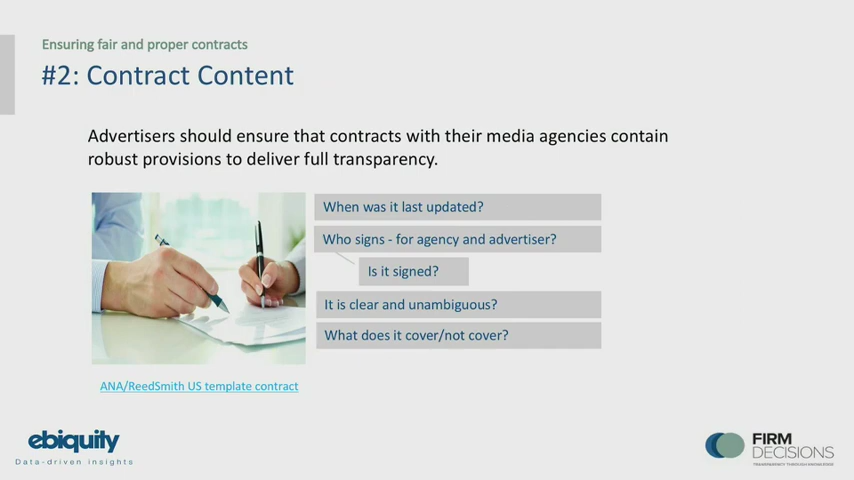 Ensuring fair and proper contracts
#2: Contract Content
Advertisers should ensure that contracts with their media agencies contain
robust provisions to deliver full transparency.
When was it last updated?
Who signs - for agency and advertiser?
Is it signed?
It is clear and unambiguous?
What does it cover/not cover?
ANA/ReedSmith US template contract
ebiquity
Data-driven insights
FIRM
DECISIONS
TRANSPARENCY THROUGH KNOWLEDGE